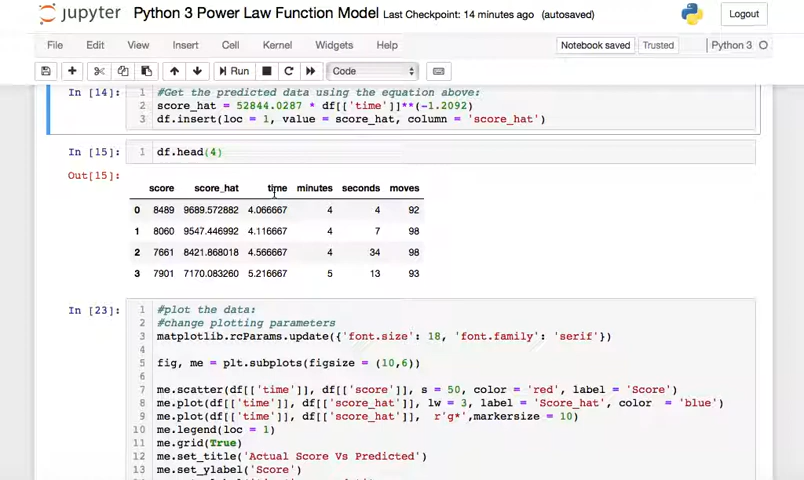 jupyter Python 3 Power Law Function Model Last Checkpoint: 14 minutes ago (autosaved) Logout
File Edit View Insert Cell Kernel Widgets Help Notebook saved Trusted Python 3
Run Code
In [14]: 1 #Get the predicted data using the equation above:
2 score_hat = 52844.0287 * df[['time']]**(-1.2092)
3 df.insert(loc = 1, value = score_hat, column = 'score_hat')
In [15]: 1 df.head(4)
Out[15]:
score score_hat time minutes seconds moves
0 8489 9689.572882 4.066667 4 4 92
1 8060 9547.446992 4.116667 4 7 98
2 7661 8421.868018 4.566667 4 34 98
3 7901 7170.083260 5.216667 5 13 93
In [23]: 1 #plot the data:
2 #change plotting parameters
3 matplotlib.rcParams.update({'font.size': 18, 'font.family': 'serif'})
4
5 fig, me = plt.subplots(figsize = (10,6))
6
7 me.scatter(df[['time']], df[['score']], s = 50, color = 'red', label = 'Score')
8 me.plot(df[['time']], df[['score_hat']], lw = 3, label = 'Score_hat', color = 'blue')
9 me.plot(df[['time']], df[['score_hat']], r'g*',markersize = 10)
10 me.legend(loc = 1)
11 me.grid(True)
12 me.set_title('Actual Score Vs Predicted')
13 me.set_ylabel('Score')